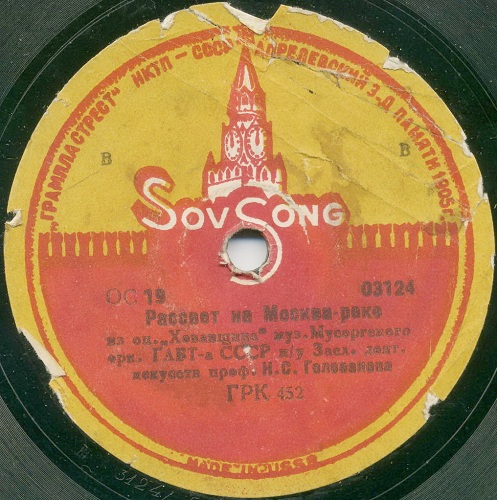 „ГРАМПЛАСТРЕСТ" НКТП — СССР — АПРЕЛЕВСКИЙ З-Д ПАМЯТИ 1905 г.
В В
SOVSONG
ОС 19 03124
Рассвет на Москва-реке
из оп. „Хованщина" муз. Мусоргского
орк. ГАБТ-а СССР п/у Засл. деят.
искусств проф. Н. С. Голованова
ГРК 452
MADE IN USSR